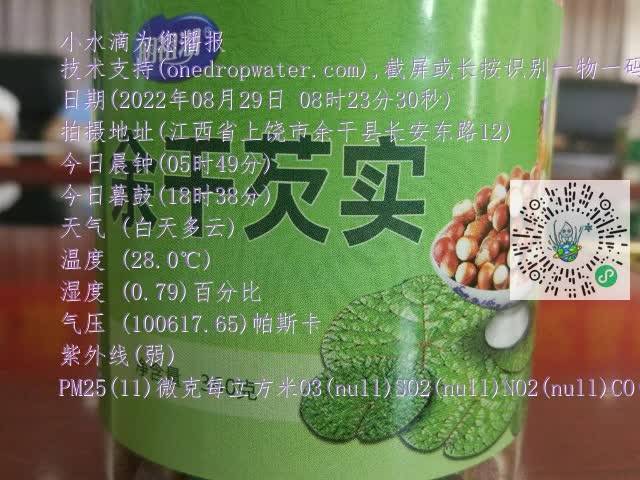 小水滴为您播报
技术支持(onedropwater.com),截屏或长按识别一物一码
日期(2022年08月29日 08时23分30秒)
拍摄地址(江西省上饶市余干县长安东路12)
今日晨钟(05时49分)
今日暮鼓(18时38分)
余干芡实
天气 (白天多云)
温度 (28.0℃)
湿度 (0.79)百分比
气压 (100617.65)帕斯卡
紫外线(弱)
净含量
PM25(11)微克每立方米O3(null)SO2(null)NO2(null)CO